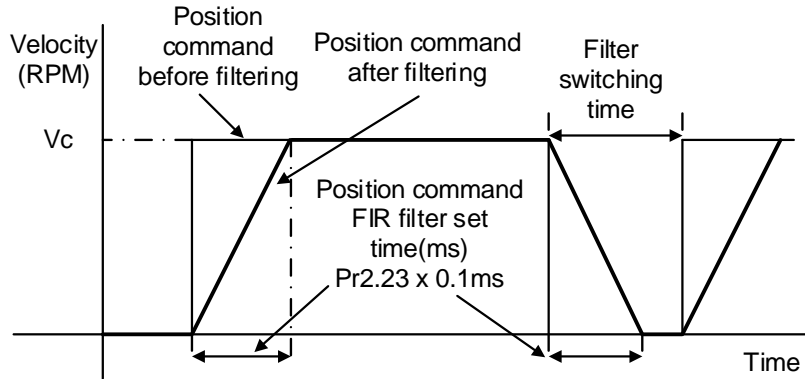 Velocity
(RPM)
Position
command
before filtering
Position command
after filtering
Filter
switching
time
Vc
Position command
FIR filter set
time(ms)
Pr2.23 x 0.1ms
Time